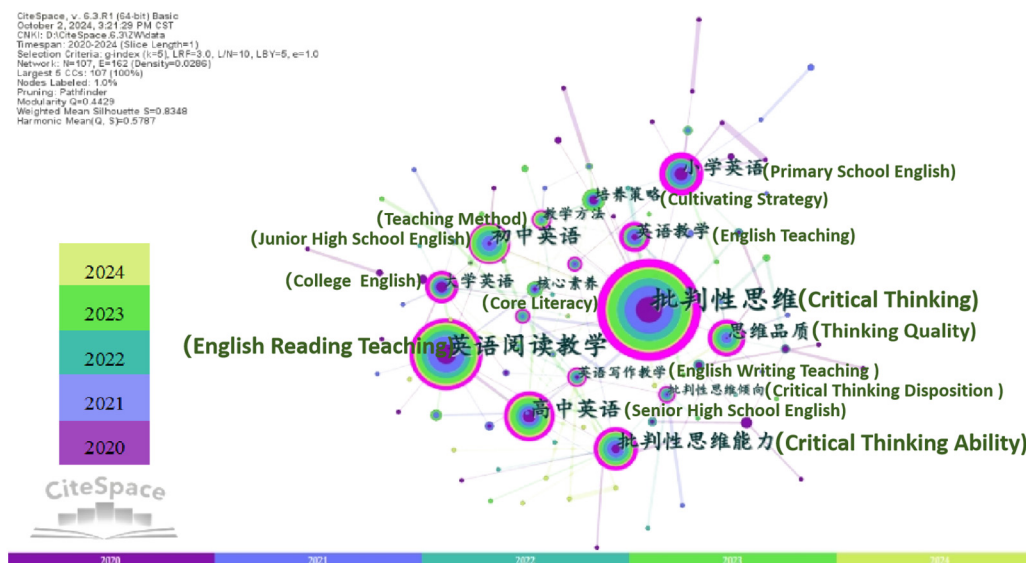 CiteSpace, v. 6.3.R1 (64-bit) Basic
October 2, 2024, 3:21:29 PM CST
CNKI: D:\CiteSpace.6.3\ZW\data
Timespan: 2020-2024 (Slice Length=1)
Selection Criteria: g-index (k=5), LRF=3.0, L/N=10, LBY=5, e=1.0
Network: N=107, E=162 (Density=0.0286)
Largest 5 CCs: 107 (100%)
Nodes Labeled: 1.0%
Pruning: Pathfinder
Modularity Q=0.4429
Weighted Mean Silhouette S=0.8348
Harmonic Mean(Q, S)=0.5787
小学英语(Primary School English)
培养策略(Cultivating Strategy)
(Teaching Method)教学方法
(Junior High School English)初中英语
英语教学(English Teaching)
(College English)大学英语
核心素养
(Core Literacy)
批判性思维(Critical Thinking)
思维品质(Thinking Quality)
(English Reading Teaching)英语阅读教学
英语写作教学(English Writing Teaching )
批判性思维倾向(Critical Thinking Disposition )
高中英语(Senior High School English)
批判性思维能力(Critical Thinking Ability)
2024
2023
2022
2021
2020
CiteSpace
2020 2021 2022 2023 2024